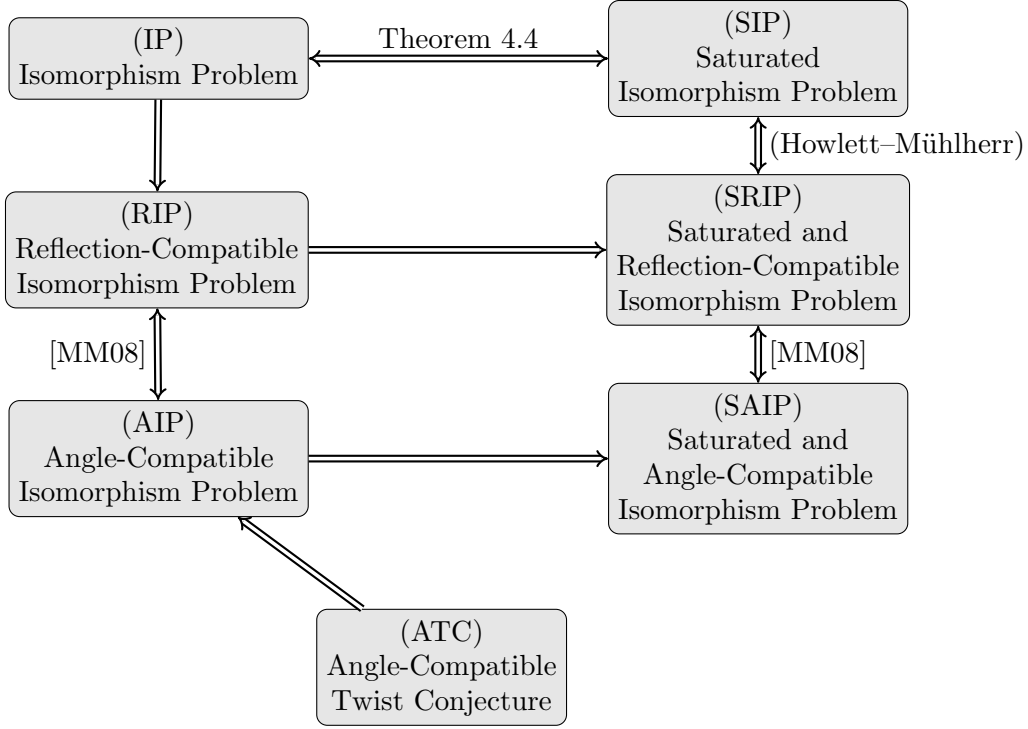 (IP)
Isomorphism Problem
Theorem 4.4
(SIP)
Saturated
Isomorphism Problem
(Howlett–Mühlherr)
(RIP)
Reflection-Compatible
Isomorphism Problem
(SRIP)
Saturated and
Reflection-Compatible
Isomorphism Problem
[MM08]
[MM08]
(AIP)
Angle-Compatible
Isomorphism Problem
(SAIP)
Saturated and
Angle-Compatible
Isomorphism Problem
(ATC)
Angle-Compatible
Twist Conjecture